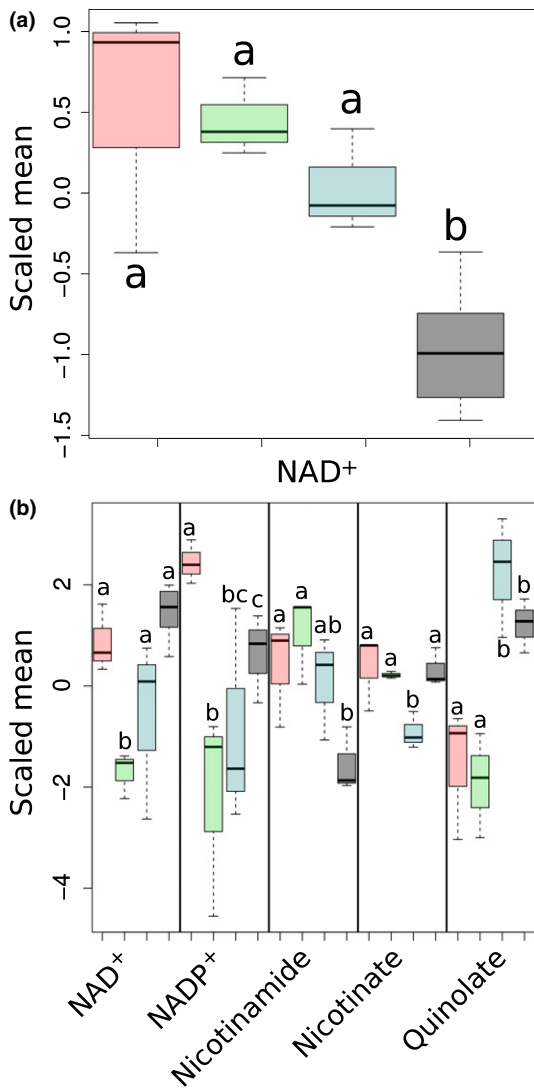 (a)
Scaled mean
1.0
0.5
0.0
−0.5
−1.0
−1.5
a
a
a
b
NAD+
(b)
Scaled mean
2
0
−2
−4
a
b
a
a
a
b
bc
c
a
a
ab
b
a
a
b
a
a
a
b
b
NAD+
NADP+
Nicotinamide
Nicotinate
Quinolate